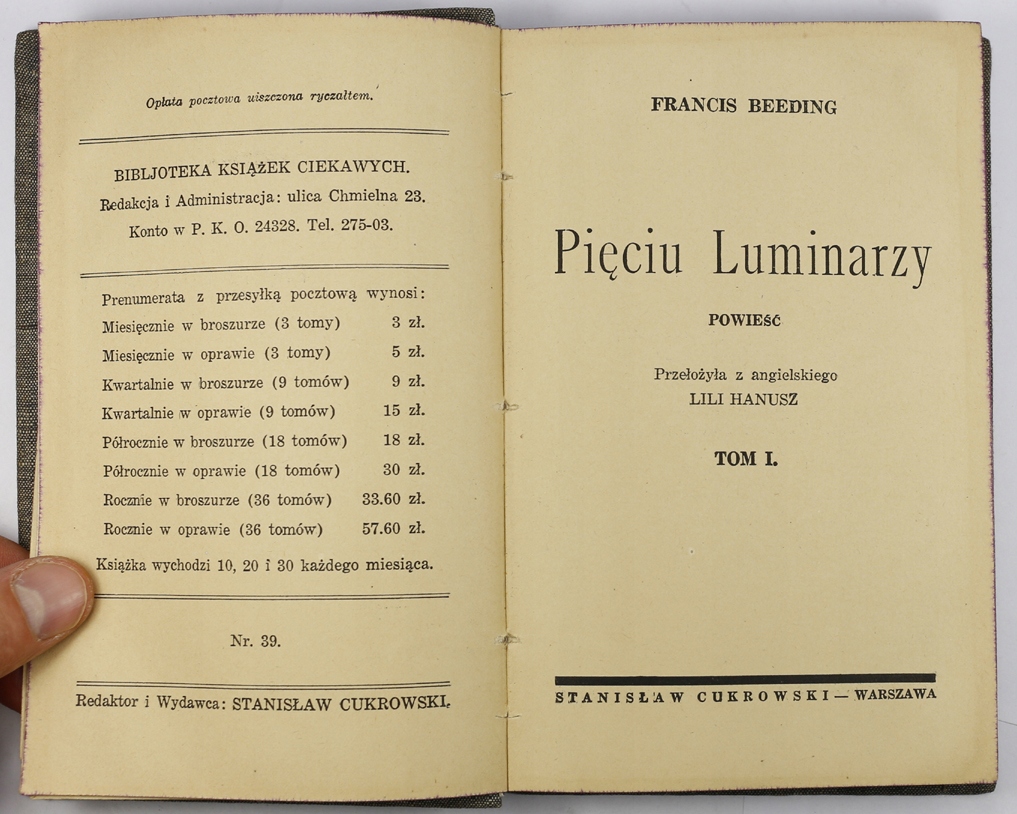 Opłata pocztowa uiszczona ryczałtem.
BIBLJOTEKA KSIĄŻEK CIEKAWYCH.
Redakcja i Administracja: ulica Chmielna 23.
Konto w P. K. O. 24328. Tel. 275-03.
Prenumerata z przesyłką pocztową wynosi:
Miesięcznie w broszurze (3 tomy) 3 zł.
Miesięcznie w oprawie (3 tomy) 5 zł.
Kwartalnie w broszurze (9 tomów) 9 zł.
Kwartalnie w oprawie (9 tomów) 15 zł.
Półrocznie w broszurze (18 tomów) 18 zł.
Półrocznie w oprawie (18 tomów) 30 zł.
Rocznie w broszurze (36 tomów) 33.60 zł.
Rocznie w oprawie (36 tomów) 57.60 zł.
Książka wychodzi 10, 20 i 30 każdego miesiąca.
Nr. 39.
Redaktor i Wydawca: STANISŁAW CUKROWSKI.
FRANCIS BEEDING
Pięciu Luminarzy
POWIEŚĆ
Przełożyła z angielskiego
LILI HANUSZ
TOM I.
STANISŁAW CUKROWSKI — WARSZAWA